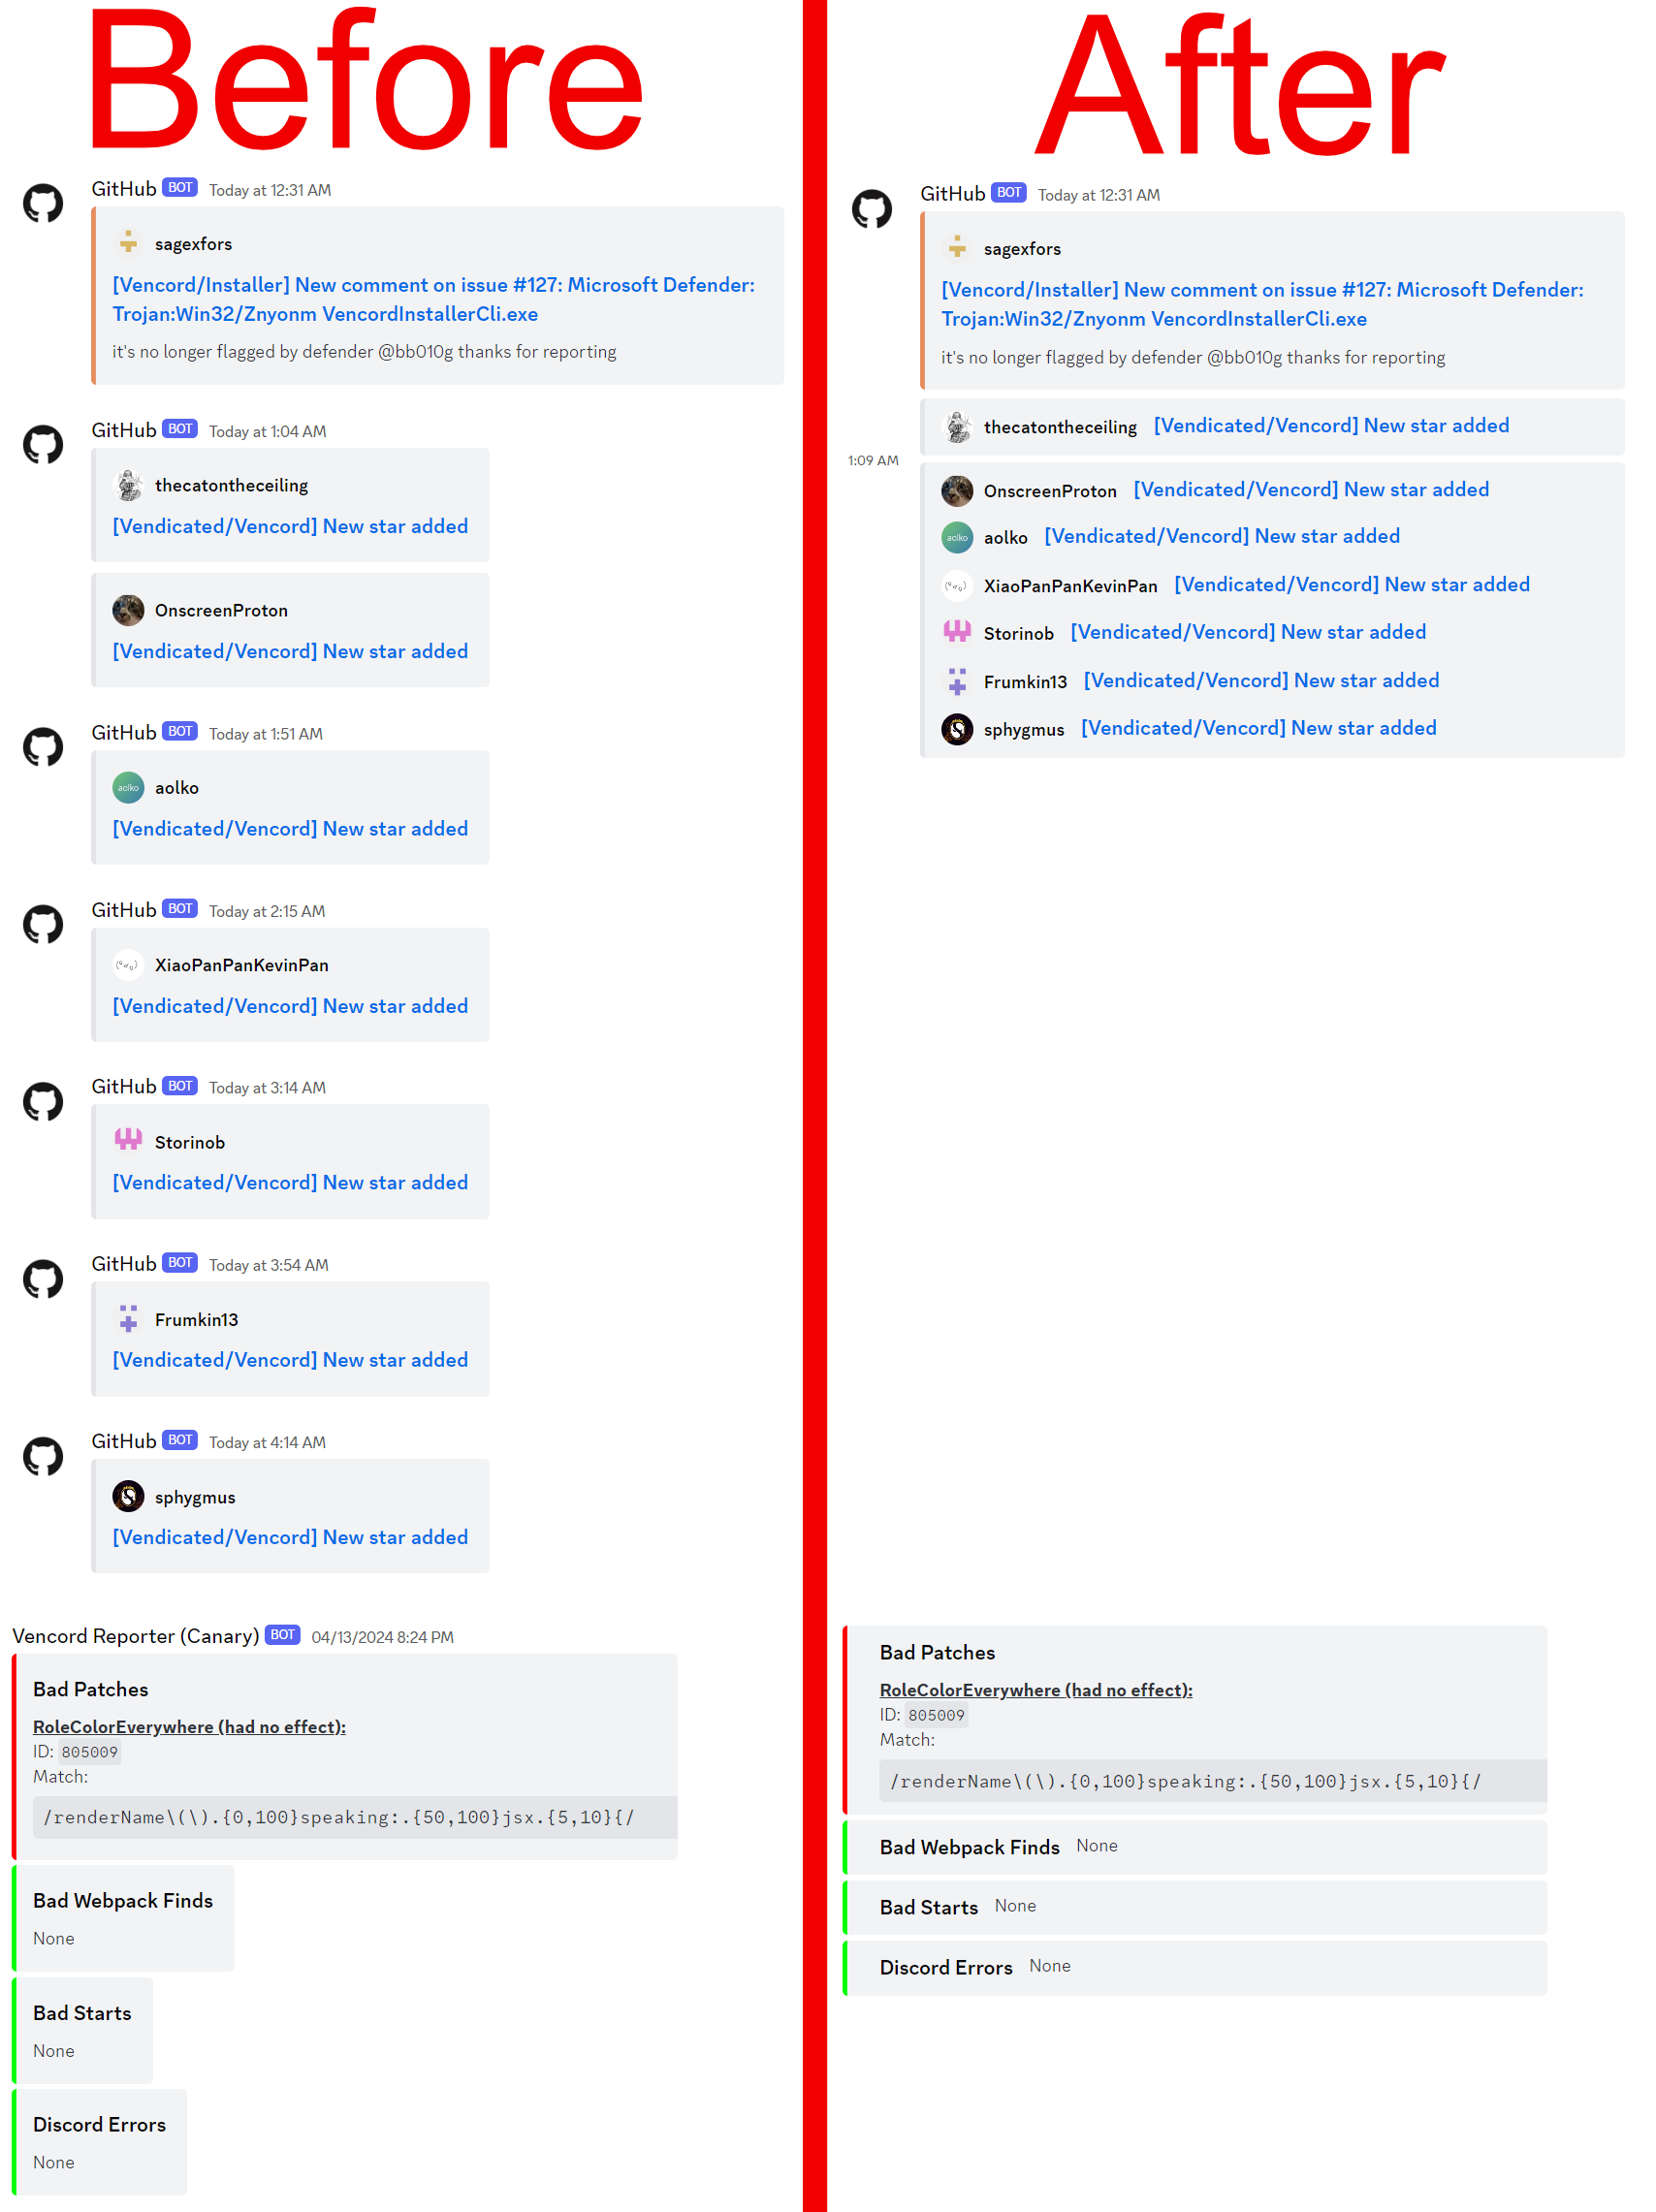 Before
GitHub BOT Today at 12:31 AM
sagexfors
[Vencord/Installer] New comment on issue #127: Microsoft Defender:
Trojan:Win32/Znyonm VencordInstallerCli.exe
it's no longer flagged by defender @bb010g thanks for reporting
GitHub BOT Today at 1:04 AM
thecatontheceiling
[Vendicated/Vencord] New star added
OnscreenProton
[Vendicated/Vencord] New star added
GitHub BOT Today at 1:51 AM
aolko
aolko
[Vendicated/Vencord] New star added
GitHub BOT Today at 2:15 AM
XiaoPanPanKevinPan
[Vendicated/Vencord] New star added
GitHub BOT Today at 3:14 AM
Storinob
[Vendicated/Vencord] New star added
GitHub BOT Today at 3:54 AM
Frumkin13
[Vendicated/Vencord] New star added
GitHub BOT Today at 4:14 AM
sphygmus
[Vendicated/Vencord] New star added
Vencord Reporter (Canary) BOT 04/13/2024 8:24 PM
Bad Patches
RoleColorEverywhere (had no effect):
ID: 805009
Match:
/renderName\(\).{0,100}speaking:.{50,100}jsx.{5,10}{/
Bad Webpack Finds
None
Bad Starts
None
Discord Errors
None
After
GitHub BOT Today at 12:31 AM
sagexfors
[Vencord/Installer] New comment on issue #127: Microsoft Defender:
Trojan:Win32/Znyonm VencordInstallerCli.exe
it's no longer flagged by defender @bb010g thanks for reporting
thecatontheceiling [Vendicated/Vencord] New star added
1:09 AM
OnscreenProton [Vendicated/Vencord] New star added
aolko aolko [Vendicated/Vencord] New star added
XiaoPanPanKevinPan [Vendicated/Vencord] New star added
Storinob [Vendicated/Vencord] New star added
Frumkin13 [Vendicated/Vencord] New star added
sphygmus [Vendicated/Vencord] New star added
Bad Patches
RoleColorEverywhere (had no effect):
ID: 805009
Match:
/renderName\(\).{0,100}speaking:.{50,100}jsx.{5,10}{/
Bad Webpack Finds None
Bad Starts None
Discord Errors None